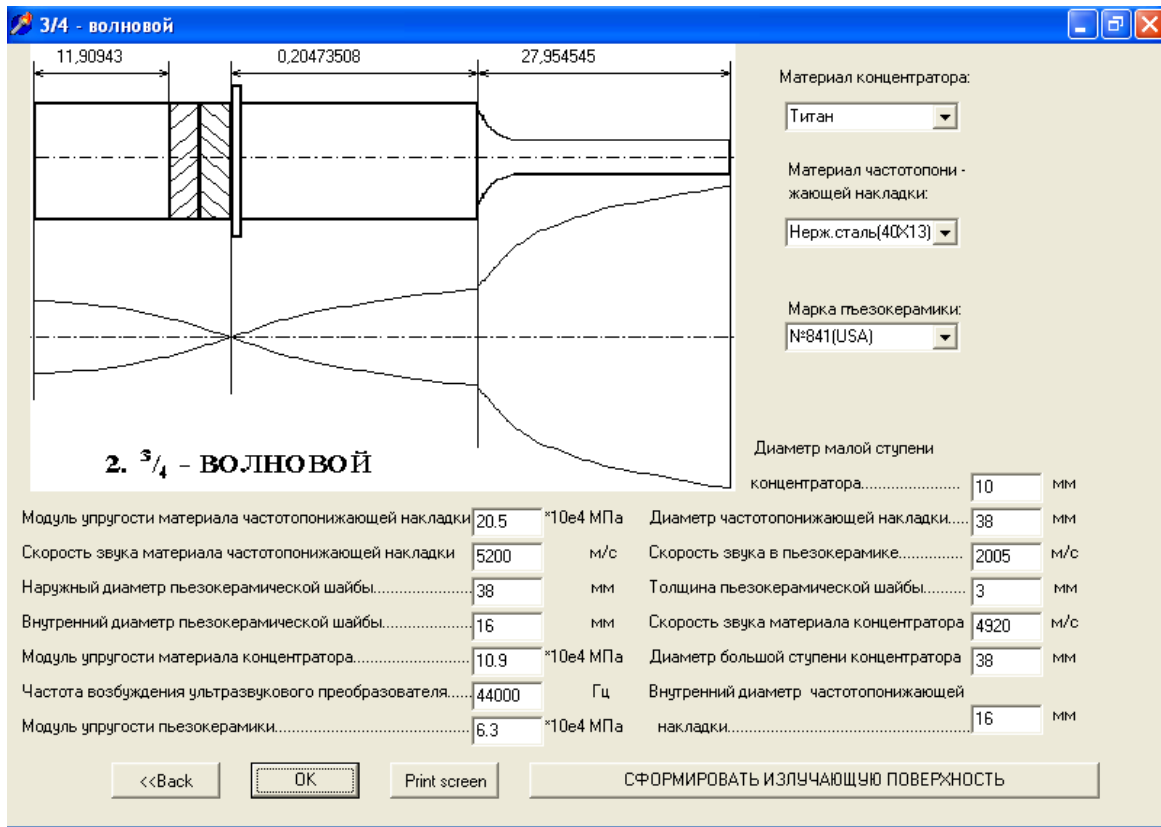 3/4 - волновой
11,90943 0,20473508 27,954545
Материал концентратора:
Титан
Материал частотопони -
жающей накладки:
Нерж.сталь(40Х13)
Марка пьезокерамики:
№841(USA)
2. 3/4 - ВОЛНОВОЙ
Диаметр малой ступени
концентратора..................... 10 мм
Модуль упругости материала частотопонижающей накладки 20.5 *10e4 МПа
Диаметр частотопонижающей накладки..... 38 мм
Скорость звука материала частотопонижающей накладки 5200 м/с
Скорость звука в пьезокерамике.............. 2005 м/с
Наружный диаметр пьезокерамической шайбы.................... 38 мм
Толщина пьезокерамической шайбы.......... 3 мм
Внутренний диаметр пьезокерамической шайбы................. 16 мм
Скорость звука материала концентратора 4920 м/с
Модуль упругости материала концентратора........................ 10.9 *10e4 МПа
Диаметр большой ступени концентратора 38 мм
Частота возбуждения ультразвукового преобразователя..... 44000 Гц
Внутренний диаметр частотопонижающей
накладки.................................................... 16 мм
Модуль упругости пьезокерамики......................................... 6.3 *10e4 МПа
<<Back OK Print screen СФОРМИРОВАТЬ ИЗЛУЧАЮЩУЮ ПОВЕРХНОСТЬ